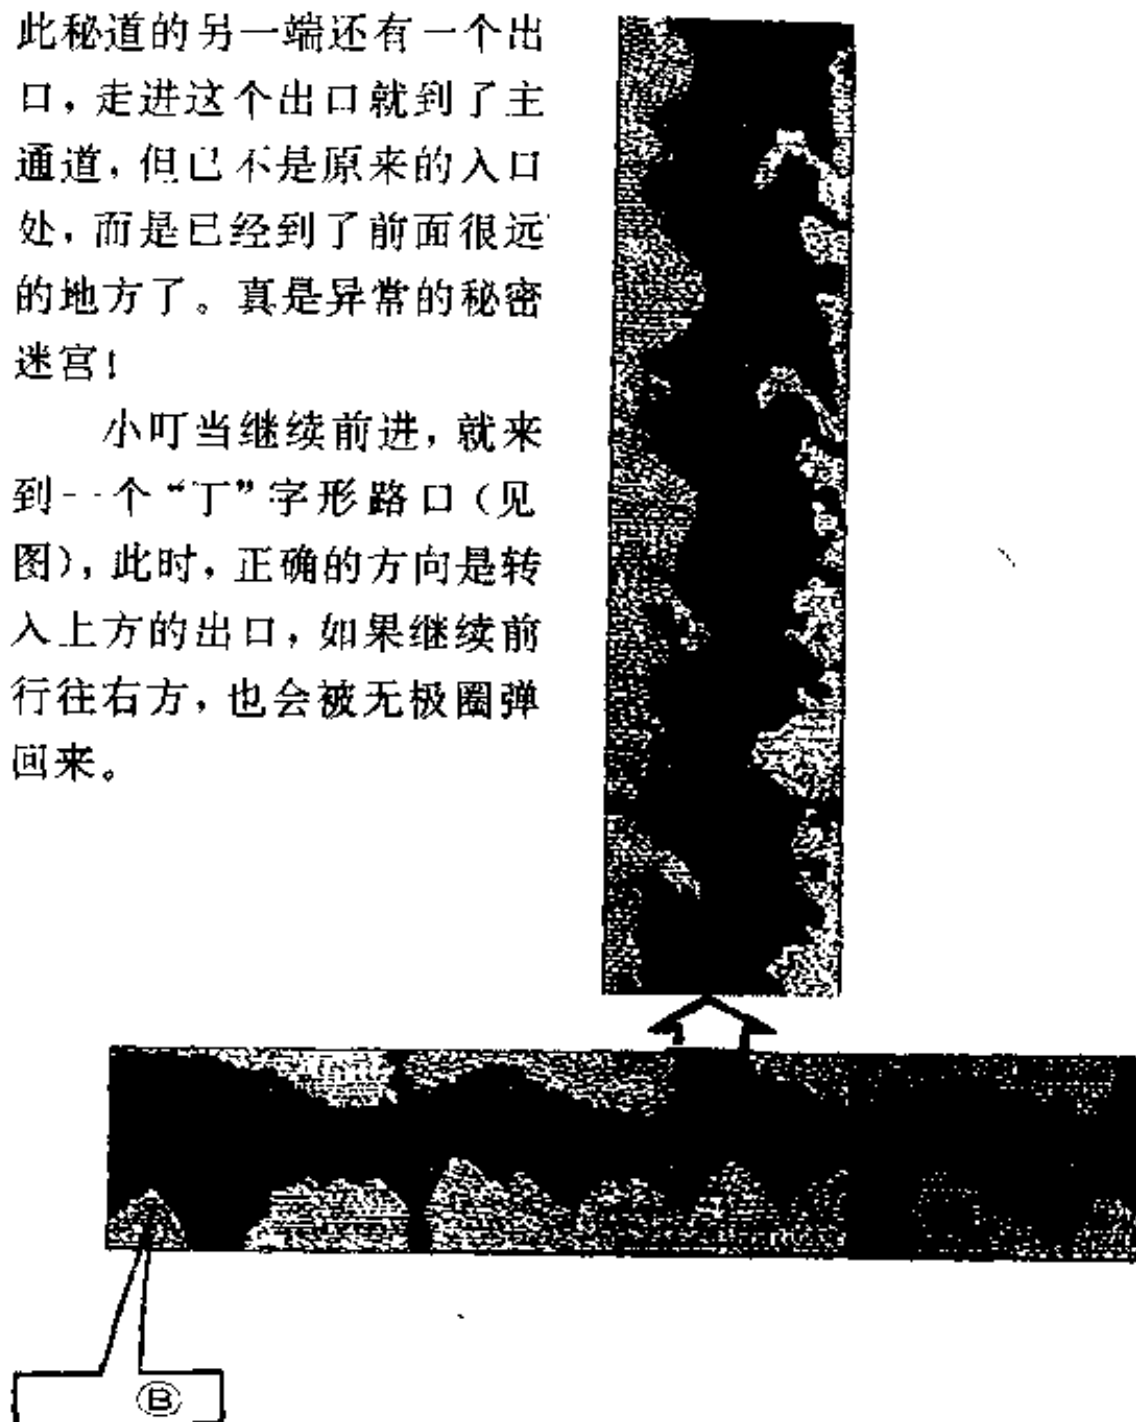 此秘道的另一端还有一个出
口，走进这个出口就到了主
通道，但已不是原来的入口
处，而是已经到了前面很远
的地方了。真是异常的秘密
迷宫！
小叮当继续前进，就来
到一个“丁”字形路口（见
图），此时，正确的方向是转
入上方的出口，如果继续前
行往右方，也会被无极圈弹
回来。
Ⓑ